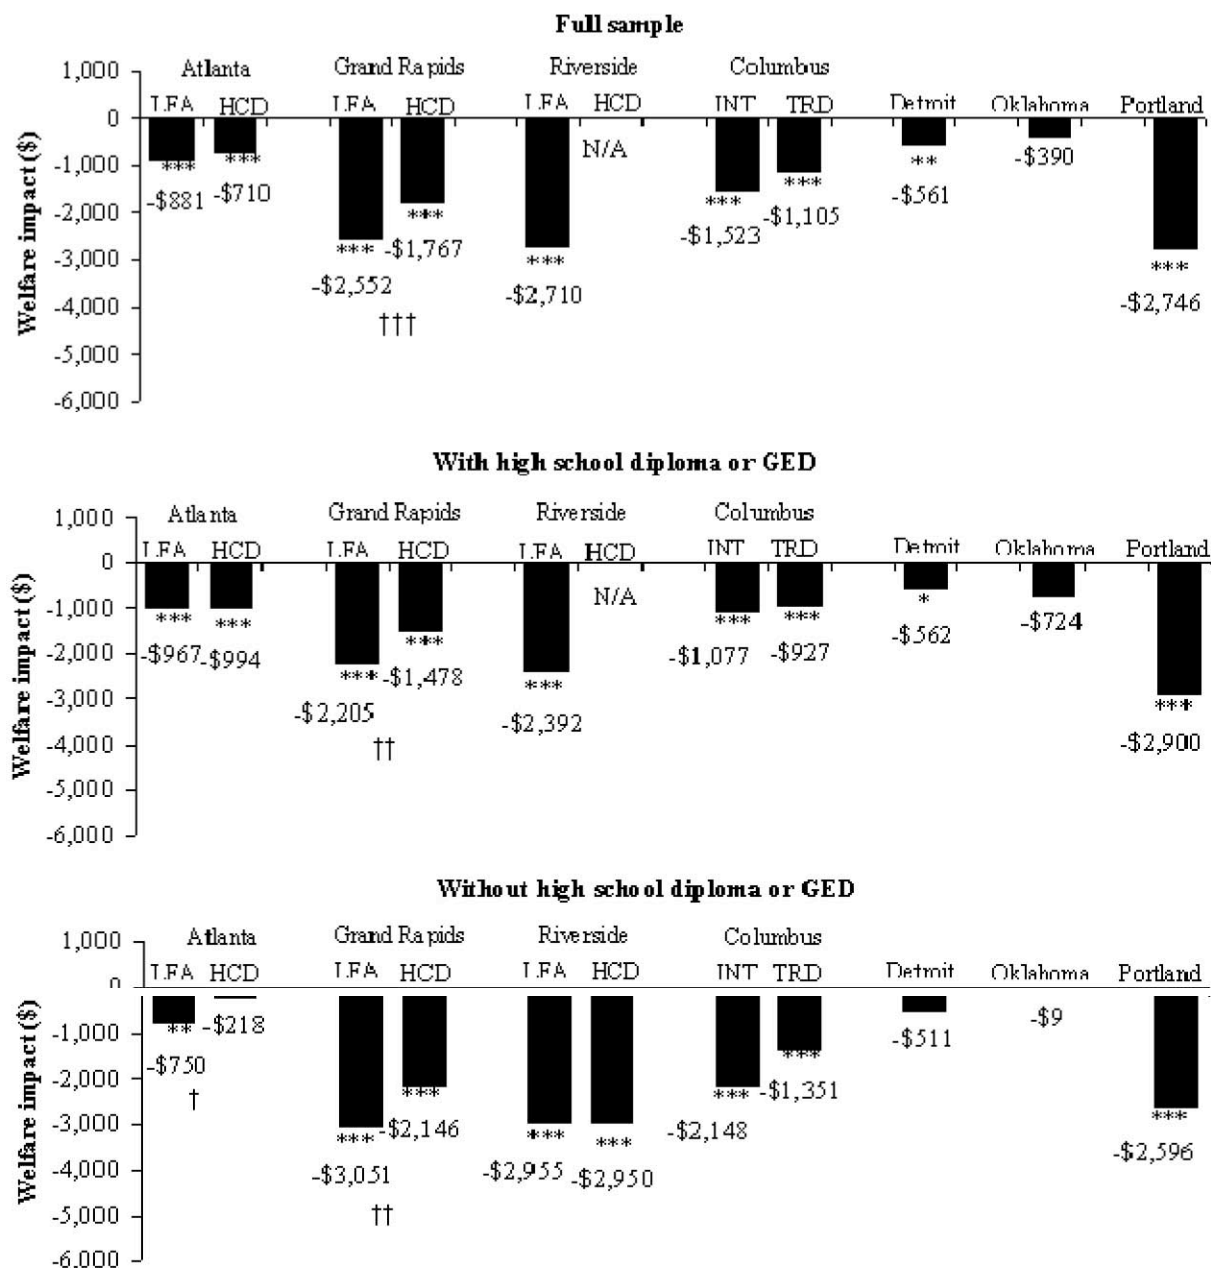 Full sample
1,000 Atlanta Grand Rapids Riverside Columbus
LFA HCD LFA HCD LFA HCD INT TRD Detroit Oklahoma Portland
0
N/A
-1,000 *** *** ** -$390
-$881 -$710 *** *** -$561
-2,000 *** -$1,523 -$1,105
*** -$1,767 ***
-3,000 -$2,552 -$2,710 ***
-$2,746
-4,000 †††
-5,000
-6,000
Welfare impact ($)
With high school diploma or GED
1,000 Atlanta Grand Rapids Riverside Columbus
LFA HCD LFA HCD LFA HCD INT TRD Detroit Oklahoma Portland
0
N/A
-1,000 *** *** *** *** * -$724
-$967 -$994 *** -$1,077 -$927 -$562
-2,000
*** -$1,478 ***
-3,000 -$2,205 -$2,392 ***
-$2,900
-4,000 ††
-5,000
-6,000
Welfare impact ($)
Without high school diploma or GED
1,000 Atlanta Grand Rapids Riverside Columbus
LFA HCD LFA HCD LFA HCD INT TRD Detroit Oklahoma Portland
0
-1,000 ** -$218 -$511 -$9
-$750 ***
-2,000 † *** *** -$1,351
-3,000 *** -$2,146 *** *** -$2,148 ***
-$2,596
-4,000 -$3,051 -$2,955 -$2,950
-5,000 ††
-6,000
Welfare impact ($)